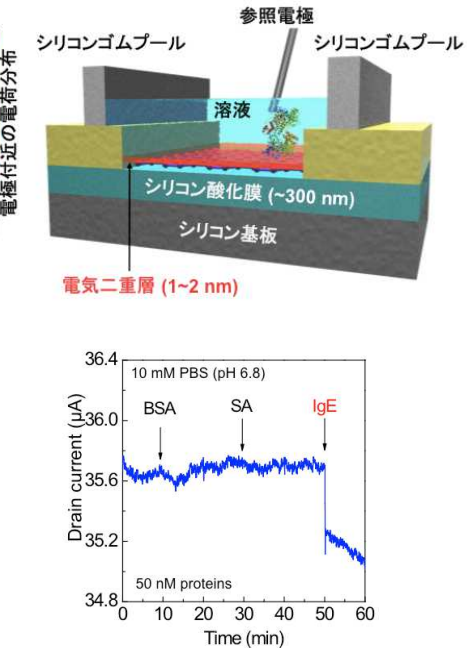 参照電極
シリコンゴムプール
シリコンゴムプール
電極付近の電荷分布
溶液
シリコン酸化膜 (~300 nm)
シリコン基板
電気二重層 (1~2 nm)
36.4
10 mM PBS (pH 6.8)
BSA
SA
IgE
36.0
35.6
35.2
34.8
Drain current (μA)
50 nM proteins
0
10
20
30
40
50
60
Time (min)